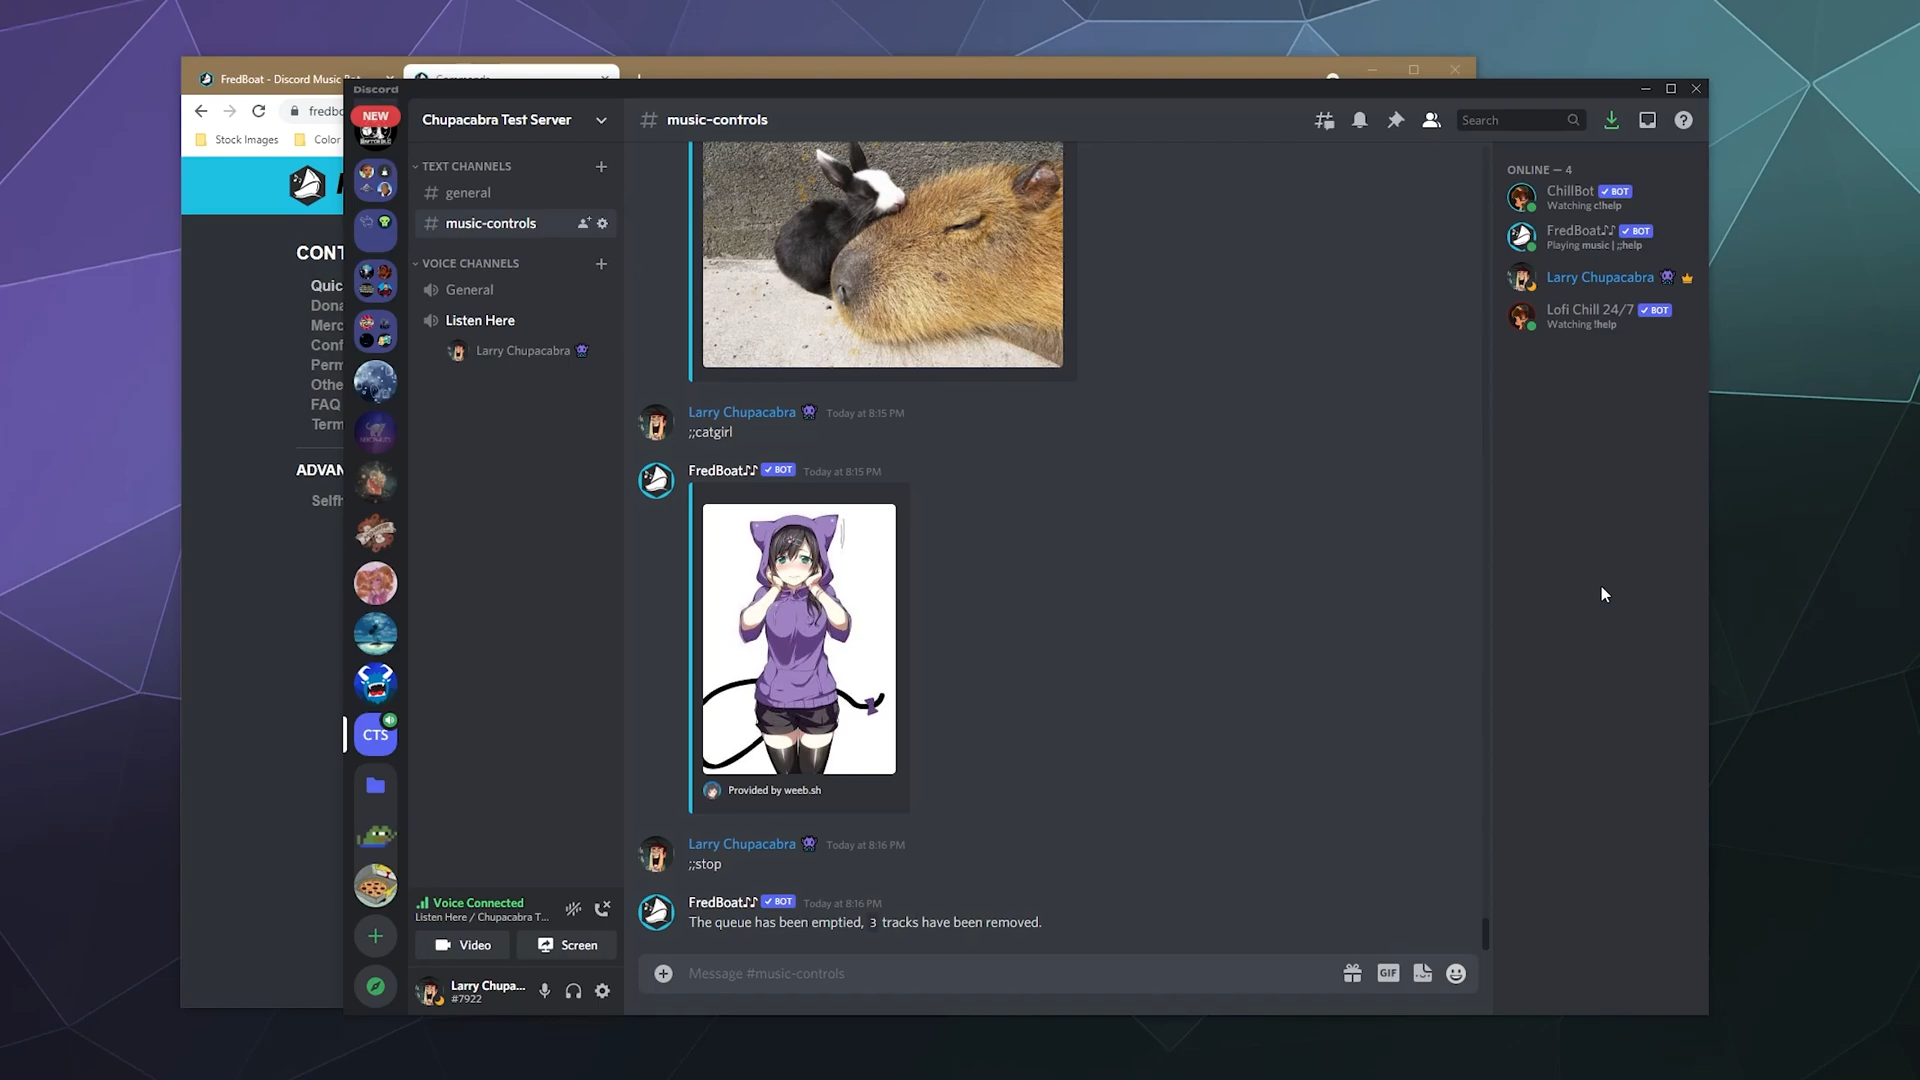 FredBoat - Discord Music Bot
Commands
fredbo
Stock Images
Color
CONT
Quic
Dona
Merc
Conf
Perm
Othe
FAQ
Term
ADVAN
Selfh
Discord
NEW
Chupacabra Test Server
TEXT CHANNELS
general
music-controls
VOICE CHANNELS
General
Listen Here
Larry Chupacabra
CTS
Voice Connected
Listen Here / Chupacabra T...
Video
Screen
Larry Chupa...
#7922
music-controls
Search
Larry Chupacabra Today at 8:15 PM
;;catgirl
FredBoat♪♪ ✓ BOT Today at 8:15 PM
Provided by weeb.sh
Larry Chupacabra Today at 8:16 PM
;;stop
FredBoat♪♪ ✓ BOT Today at 8:16 PM
The queue has been emptied, 3 tracks have been removed.
Message #music-controls
GIF
ONLINE — 4
ChillBot ✓ BOT
Watching c!help
FredBoat♪♪ ✓ BOT
Playing music | ;;help
Larry Chupacabra
Lofi Chill 24/7 ✓ BOT
Watching !help